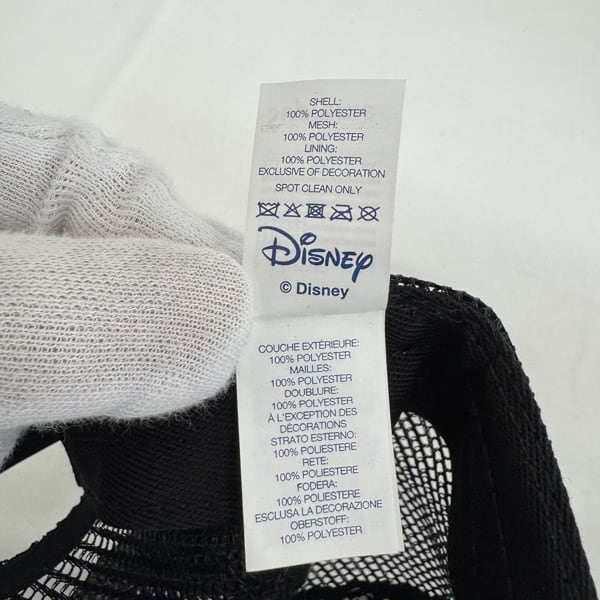 SHELL:
100% POLYESTER
MESH:
100% POLYESTER
LINING:
100% POLYESTER
EXCLUSIVE OF DECORATION
SPOT CLEAN ONLY
Disney
© Disney
COUCHE EXTÉRIEURE:
100% POLYESTER
MAILLES:
100% POLYESTER
DOUBLURE:
100% POLYESTER
À L'EXCEPTION DES
DÉCORATIONS
STRATO ESTERNO:
100% POLIESTERE
RETE:
100% POLIESTERE
FODERA:
100% POLIESTERE
ESCLUSA LA DECORAZIONE
OBERSTOFF:
100% POLYESTER